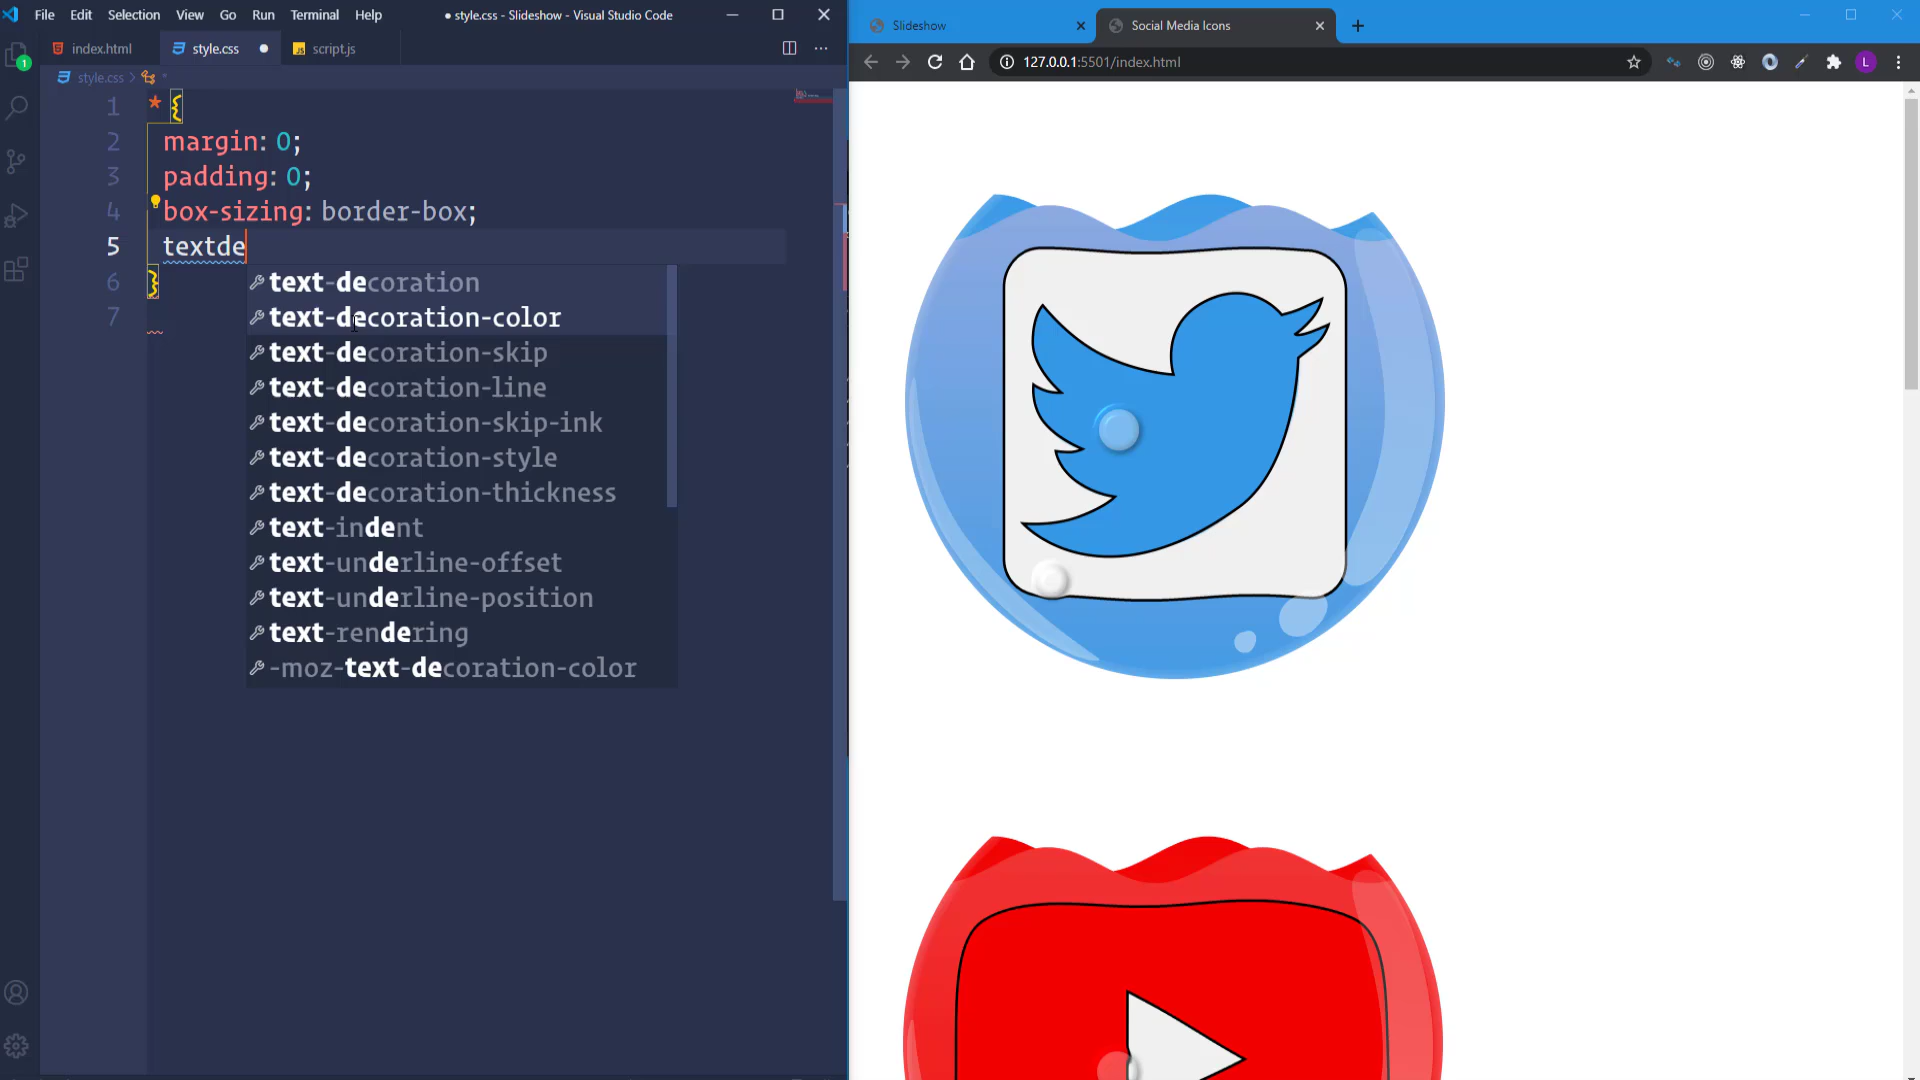 File Edit Selection View Go Run Terminal Help
● style.css - Slideshow - Visual Studio Code
index.html style.css ● script.js
style.css > *
1 * {
2 margin: 0;
3 padding: 0;
4 box-sizing: border-box;
5 textde
6 }
7
text-decoration
text-decoration-color
text-decoration-skip
text-decoration-line
text-decoration-skip-ink
text-decoration-style
text-decoration-thickness
text-indent
text-underline-offset
text-underline-position
text-rendering
-moz-text-decoration-color
1
Slideshow
Social Media Icons
127.0.0.1:5501/index.html
L